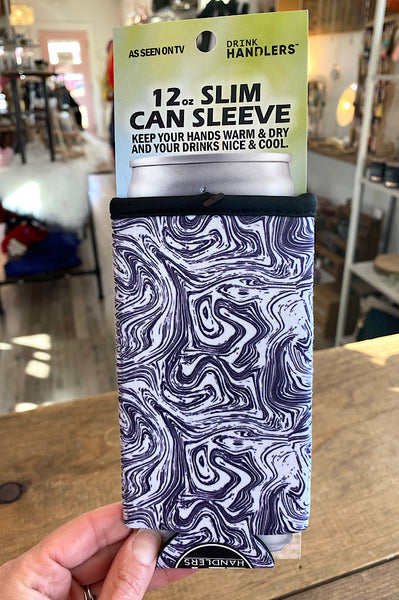 AS SEEN ON TV
DRINK
HANDLERS™
12oz SLIM
CAN SLEEVE
KEEP YOUR HANDS WARM & DRY
AND YOUR DRINKS NICE & COOL.
HANDLERS